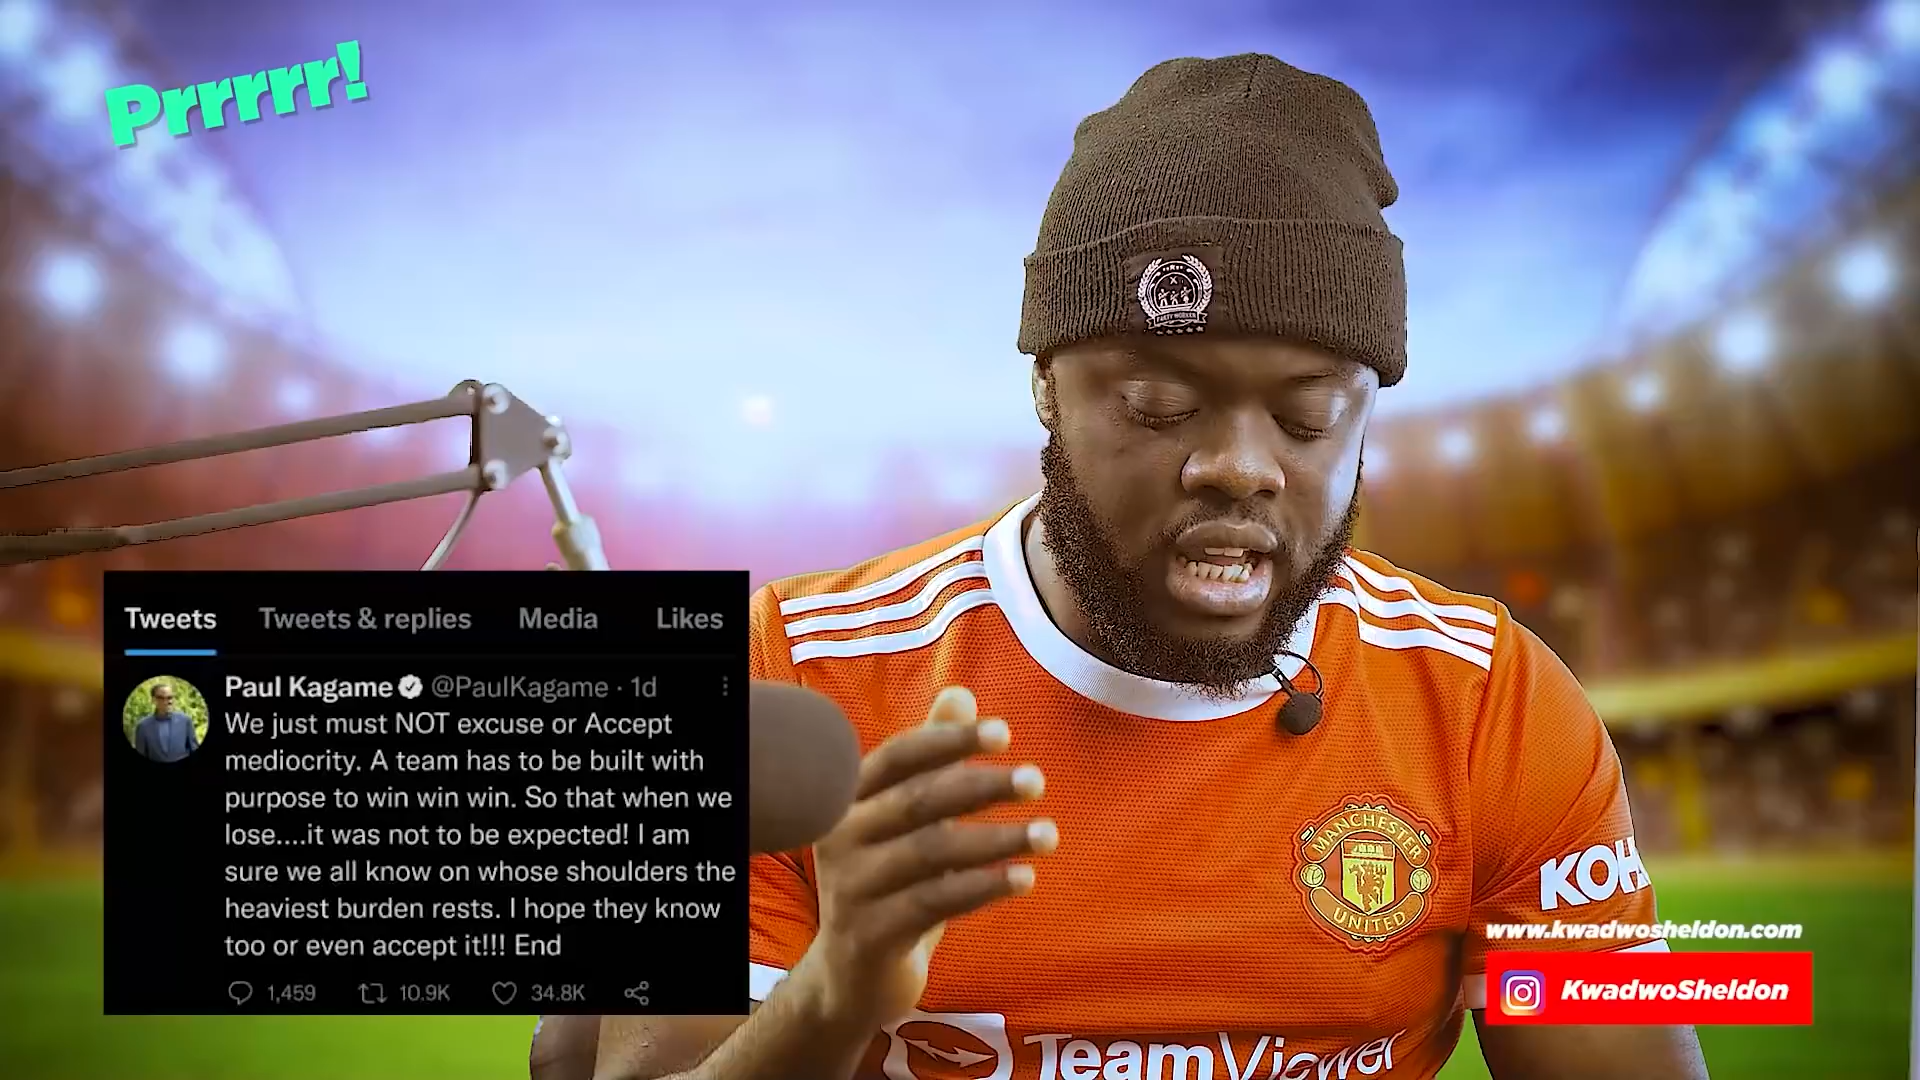 Prrrrr!
Tweets Tweets & replies Media Likes
Paul Kagame @PaulKagame · 1d
We just must NOT excuse or Accept
mediocrity. A team has to be built with
purpose to win win win. So that when we
lose....it was not to be expected! I am
sure we all know on whose shoulders the
heaviest burden rests. I hope they know
too or even accept it!!! End
1,459 10.9K 34.8K
PARTY WORKER
MANCHESTER
UNITED
KOH
www.kwadwosheldon.com
KwadwoSheldon
TeamViewer